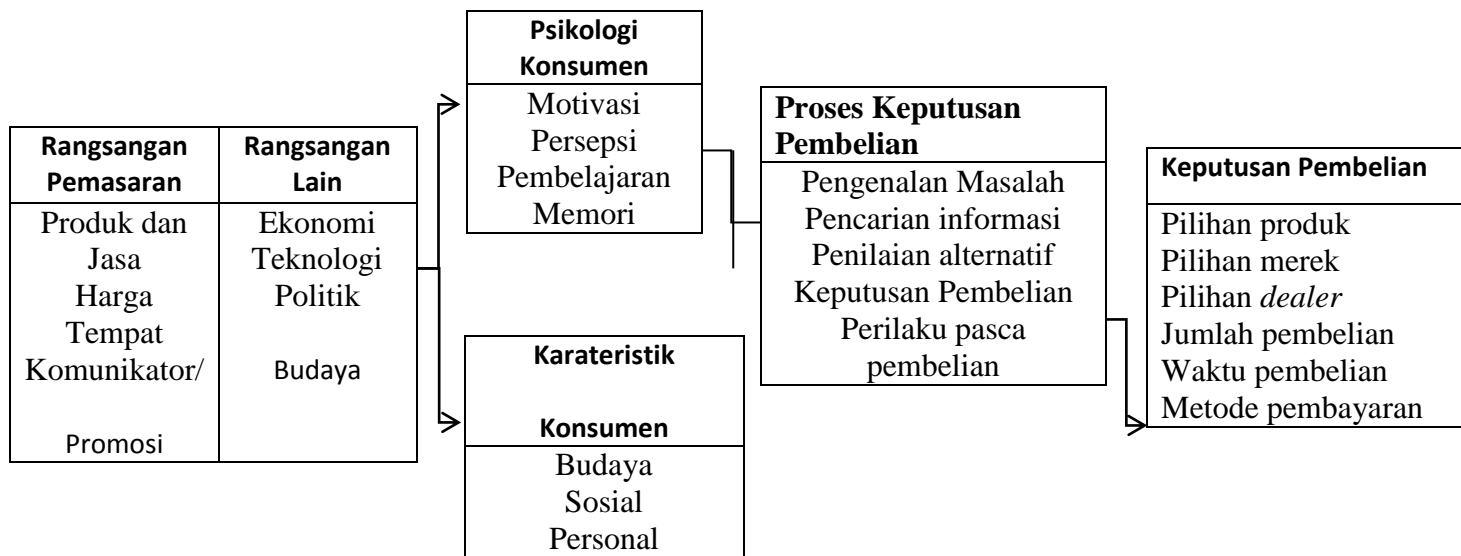 Rangsangan
Pemasaran
Produk dan
Jasa
Harga
Tempat
Komunikator/
Promosi
Rangsangan
Lain
Ekonomi
Teknologi
Politik
Budaya
Psikologi
Konsumen
Motivasi
Persepsi
Pembelajaran
Memori
Karateristik
Konsumen
Budaya
Sosial
Personal
Proses Keputusan
Pembelian
Pengenalan Masalah
Pencarian informasi
Penilaian alternatif
Keputusan Pembelian
Perilaku pasca
pembelian
Keputusan Pembelian
Pilihan produk
Pilihan merek
Pilihan dealer
Jumlah pembelian
Waktu pembelian
Metode pembayaran